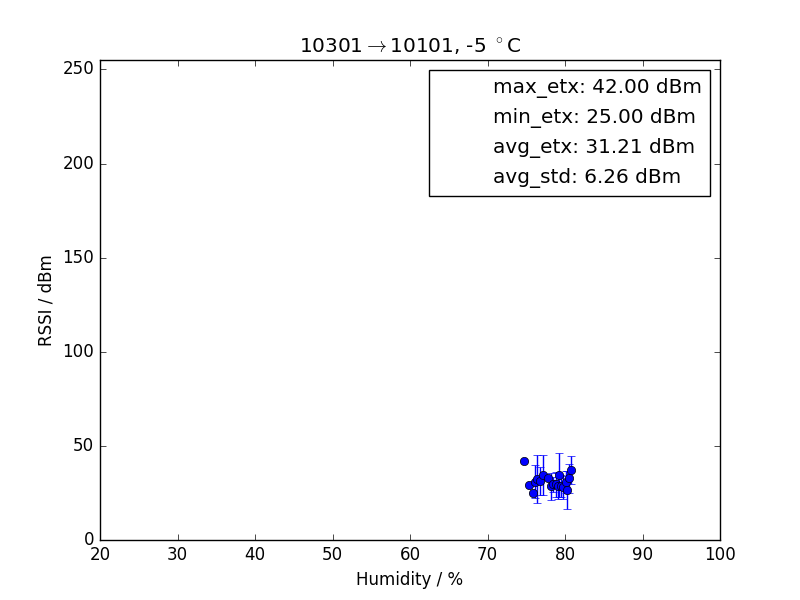 10301→10101, -5 °C
max_etx: 42.00 dBm
min_etx: 25.00 dBm
avg_etx: 31.21 dBm
avg_std: 6.26 dBm
RSSI / dBm
250
200
150
100
50
0
20 30 40 50 60 70 80 90 100
Humidity / %